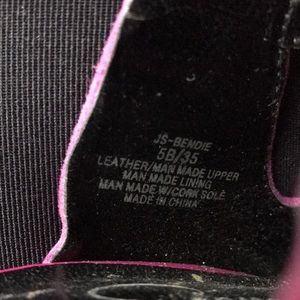 JS-BENDIE
5B/35
LEATHER/MAN MADE UPPER
MAN MADE LINING
MAN MADE W/CORK SOLE
MADE IN CHINA